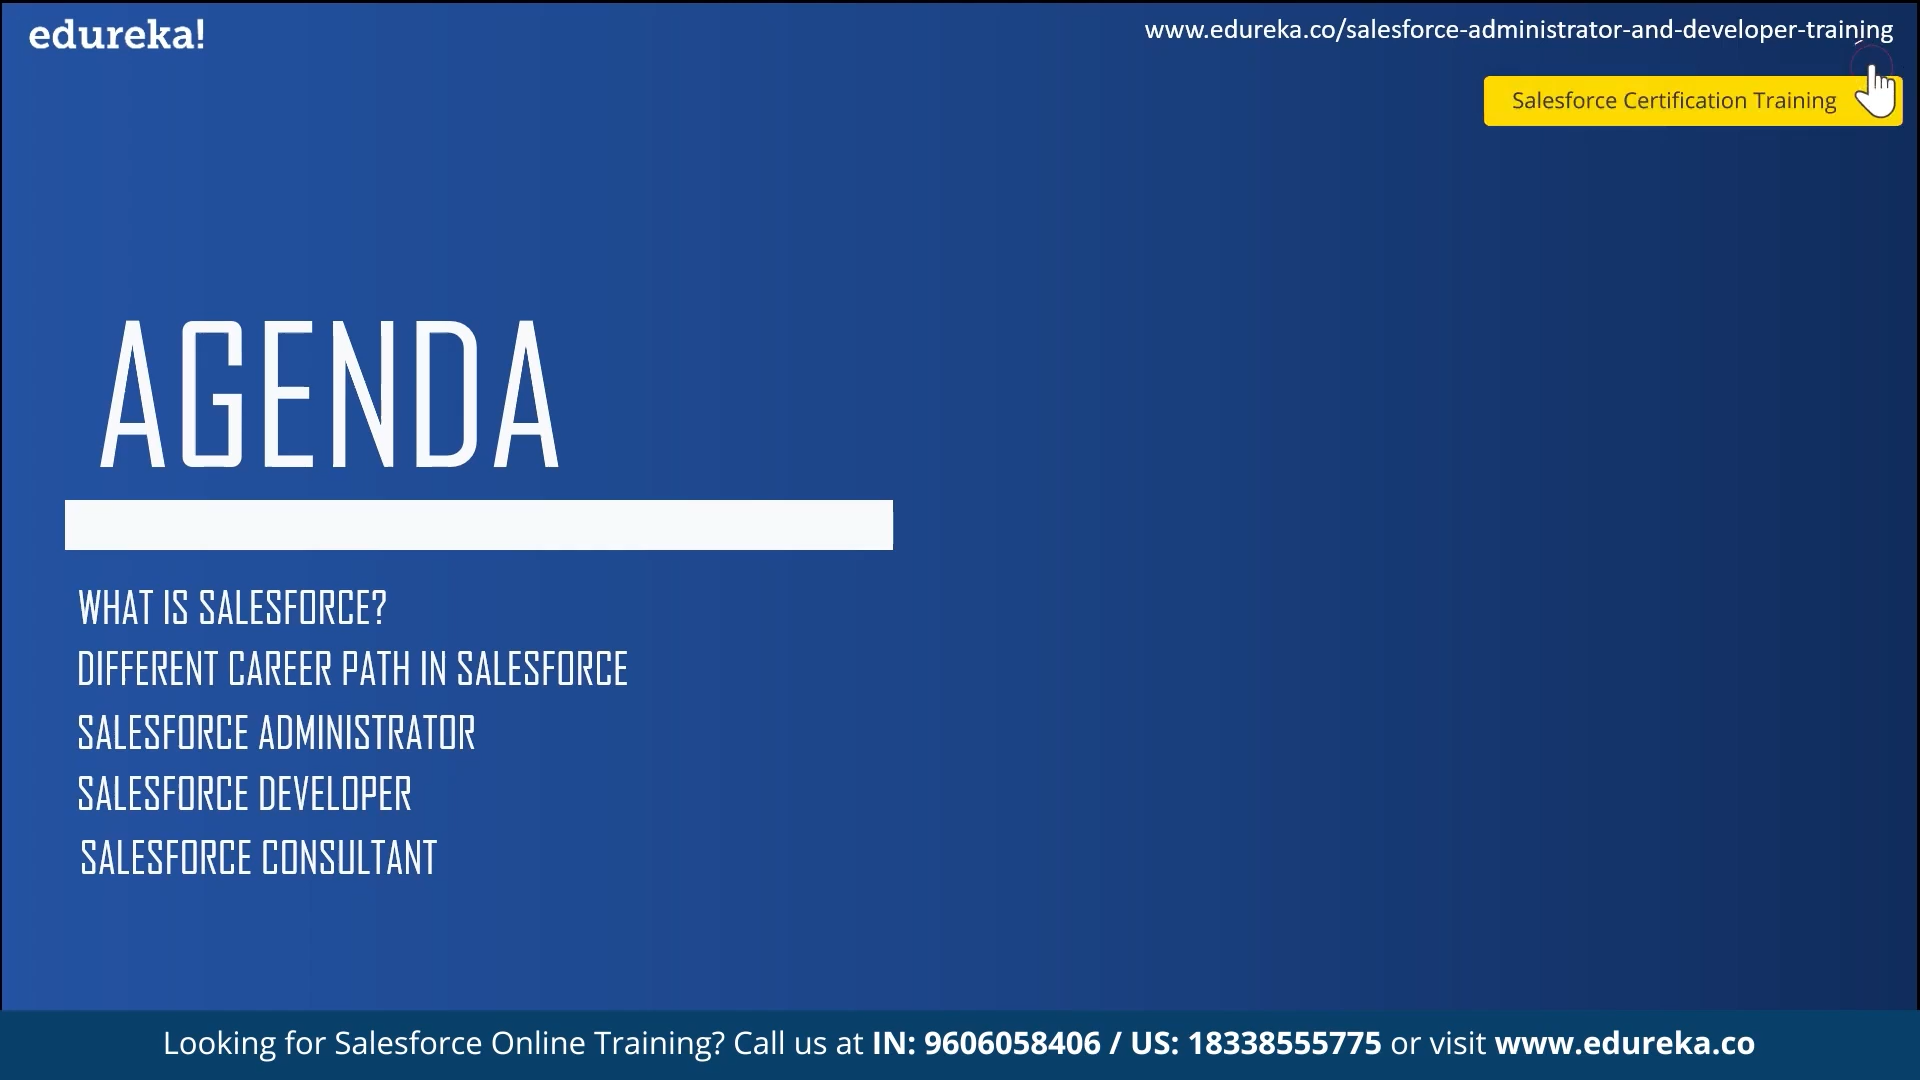 edureka!
www.edureka.co/salesforce-administrator-and-developer-training
Salesforce Certification Training
AGENDA
WHAT IS SALESFORCE?
DIFFERENT CAREER PATH IN SALESFORCE
SALESFORCE ADMINISTRATOR
SALESFORCE DEVELOPER
SALESFORCE CONSULTANT
Looking for Salesforce Online Training? Call us at IN: 9606058406 / US: 18338555775 or visit www.edureka.co